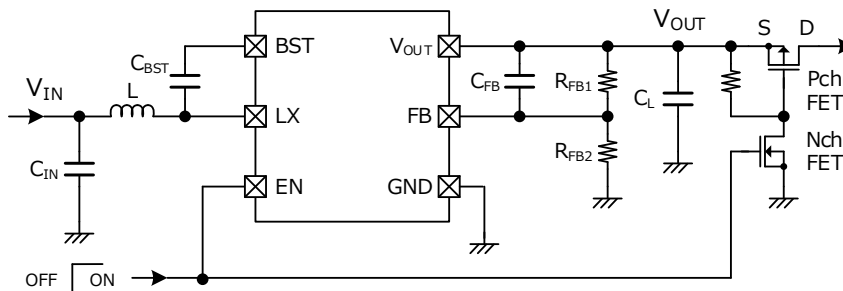 V_OUT
S D
BST
V_OUT
C_BST
C_FB
R_FB1
V_IN
L
C_L
Pch
FET
LX
FB
Nch
FET
C_IN
R_FB2
EN
GND
OFF ON